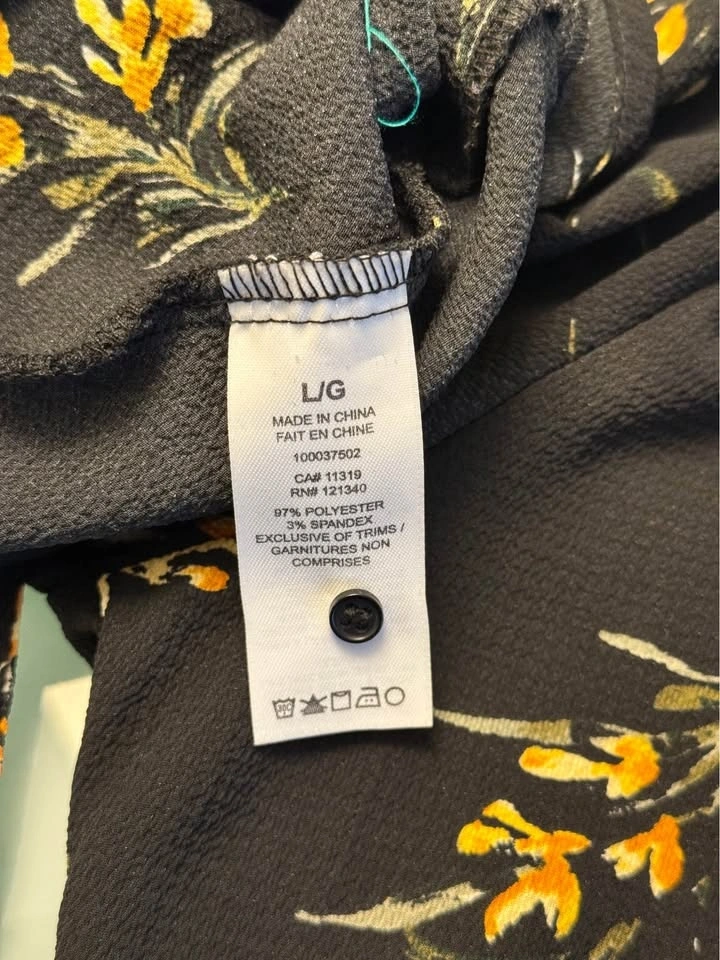 L/G
MADE IN CHINA
FAIT EN CHINE
100037502
CA# 11319
RN# 121340
97% POLYESTER
3% SPANDEX
EXCLUSIVE OF TRIMS /
GARNITURES NON
COMPRISES
30C